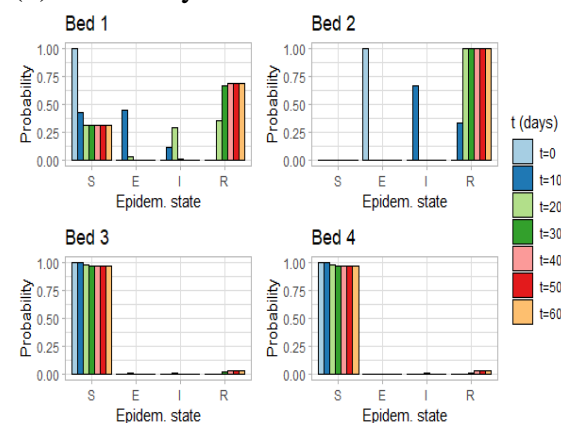 Bed 1
Probability
1.00
0.75
0.50
0.25
0.00
S E I R
Epidem. state
Bed 2
Probability
1.00
0.75
0.50
0.25
0.00
S E I R
Epidem. state
Bed 3
Probability
1.00
0.75
0.50
0.25
0.00
S E I R
Epidem. state
Bed 4
Probability
1.00
0.75
0.50
0.25
0.00
S E I R
Epidem. state
t (days)
t=0
t=10
t=20
t=30
t=40
t=50
t=60